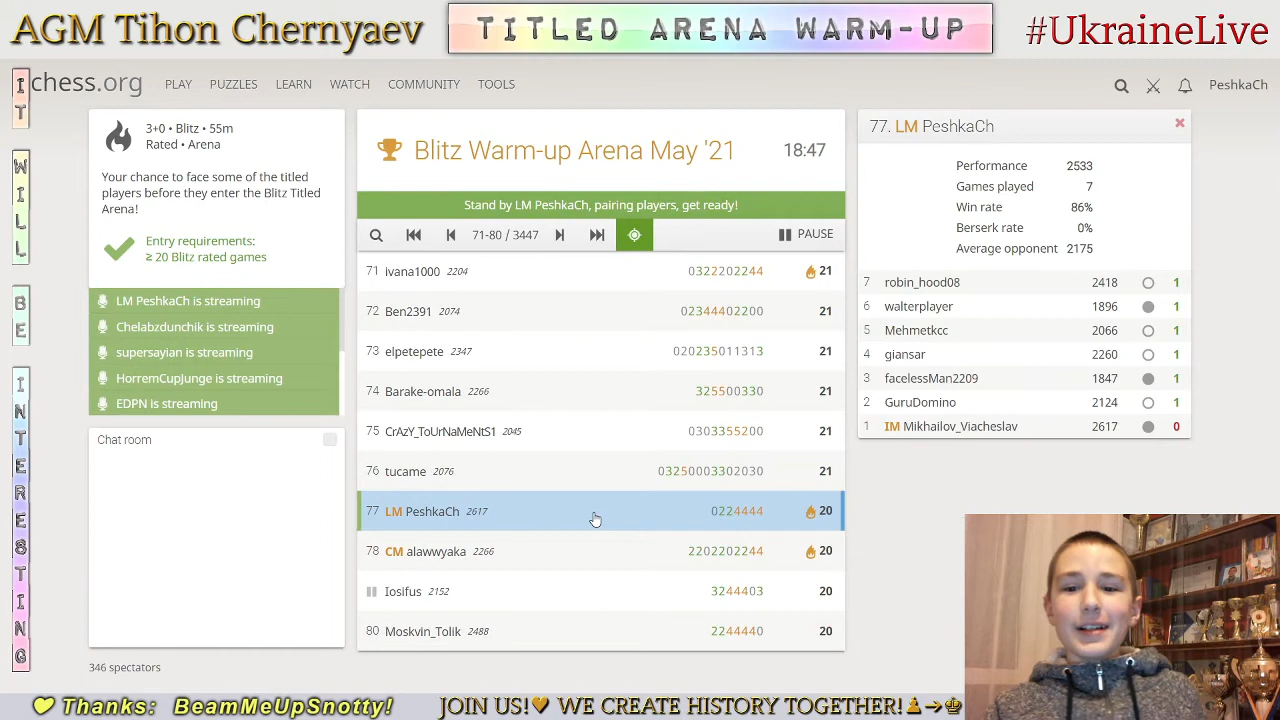 AGM Tihon Chernyaev
TITLED ARENA WARM-UP
#UkraineLive
IT WILL BE INTERESTING
chess.org
PLAY PUZZLES LEARN WATCH COMMUNITY TOOLS
PeshkaCh
3+0 • Blitz • 55m
Rated • Arena
Your chance to face some of the titled
players before they enter the Blitz Titled
Arena!
Entry requirements:
≥ 20 Blitz rated games
LM PeshkaCh is streaming
Chelabzdunchik is streaming
supersayian is streaming
HorremCupJunge is streaming
EDPN is streaming
Chat room
346 spectators
Blitz Warm-up Arena May '21 18:47
Stand by LM PeshkaCh, pairing players, get ready!
71-80 / 3447 PAUSE
71 ivana1000 2204 0322202244 21
72 Ben2391 2074 02344402200 21
73 elpetepete 2347 020235011313 21
74 Barake-omala 2266 325500330 21
75 CrAzY_ToUrNaMeNtS1 2045 0303355200 21
76 tucame 2076 03250003302030 21
77 LM PeshkaCh 2617 0224444 20
78 CM alawwyaka 2266 2202202244 20
Iosifus 2152 3244403 20
80 Moskvin_Tolik 2488 2244440 20
77. LM PeshkaCh
Performance 2533
Games played 7
Win rate 86%
Berserk rate 0%
Average opponent 2175
7 robin_hood08 2418 1
6 walterplayer 1896 1
5 Mehmetkcc 2066 1
4 giansar 2260 1
3 facelessMan2209 1847 1
2 GuruDomino 2124 1
1 IM Mikhailov_Viacheslav 2617 0
Thanks: BeamMeUpSnotty!
JOIN US!♥ WE CREATE HISTORY TOGETHER!♟→♔